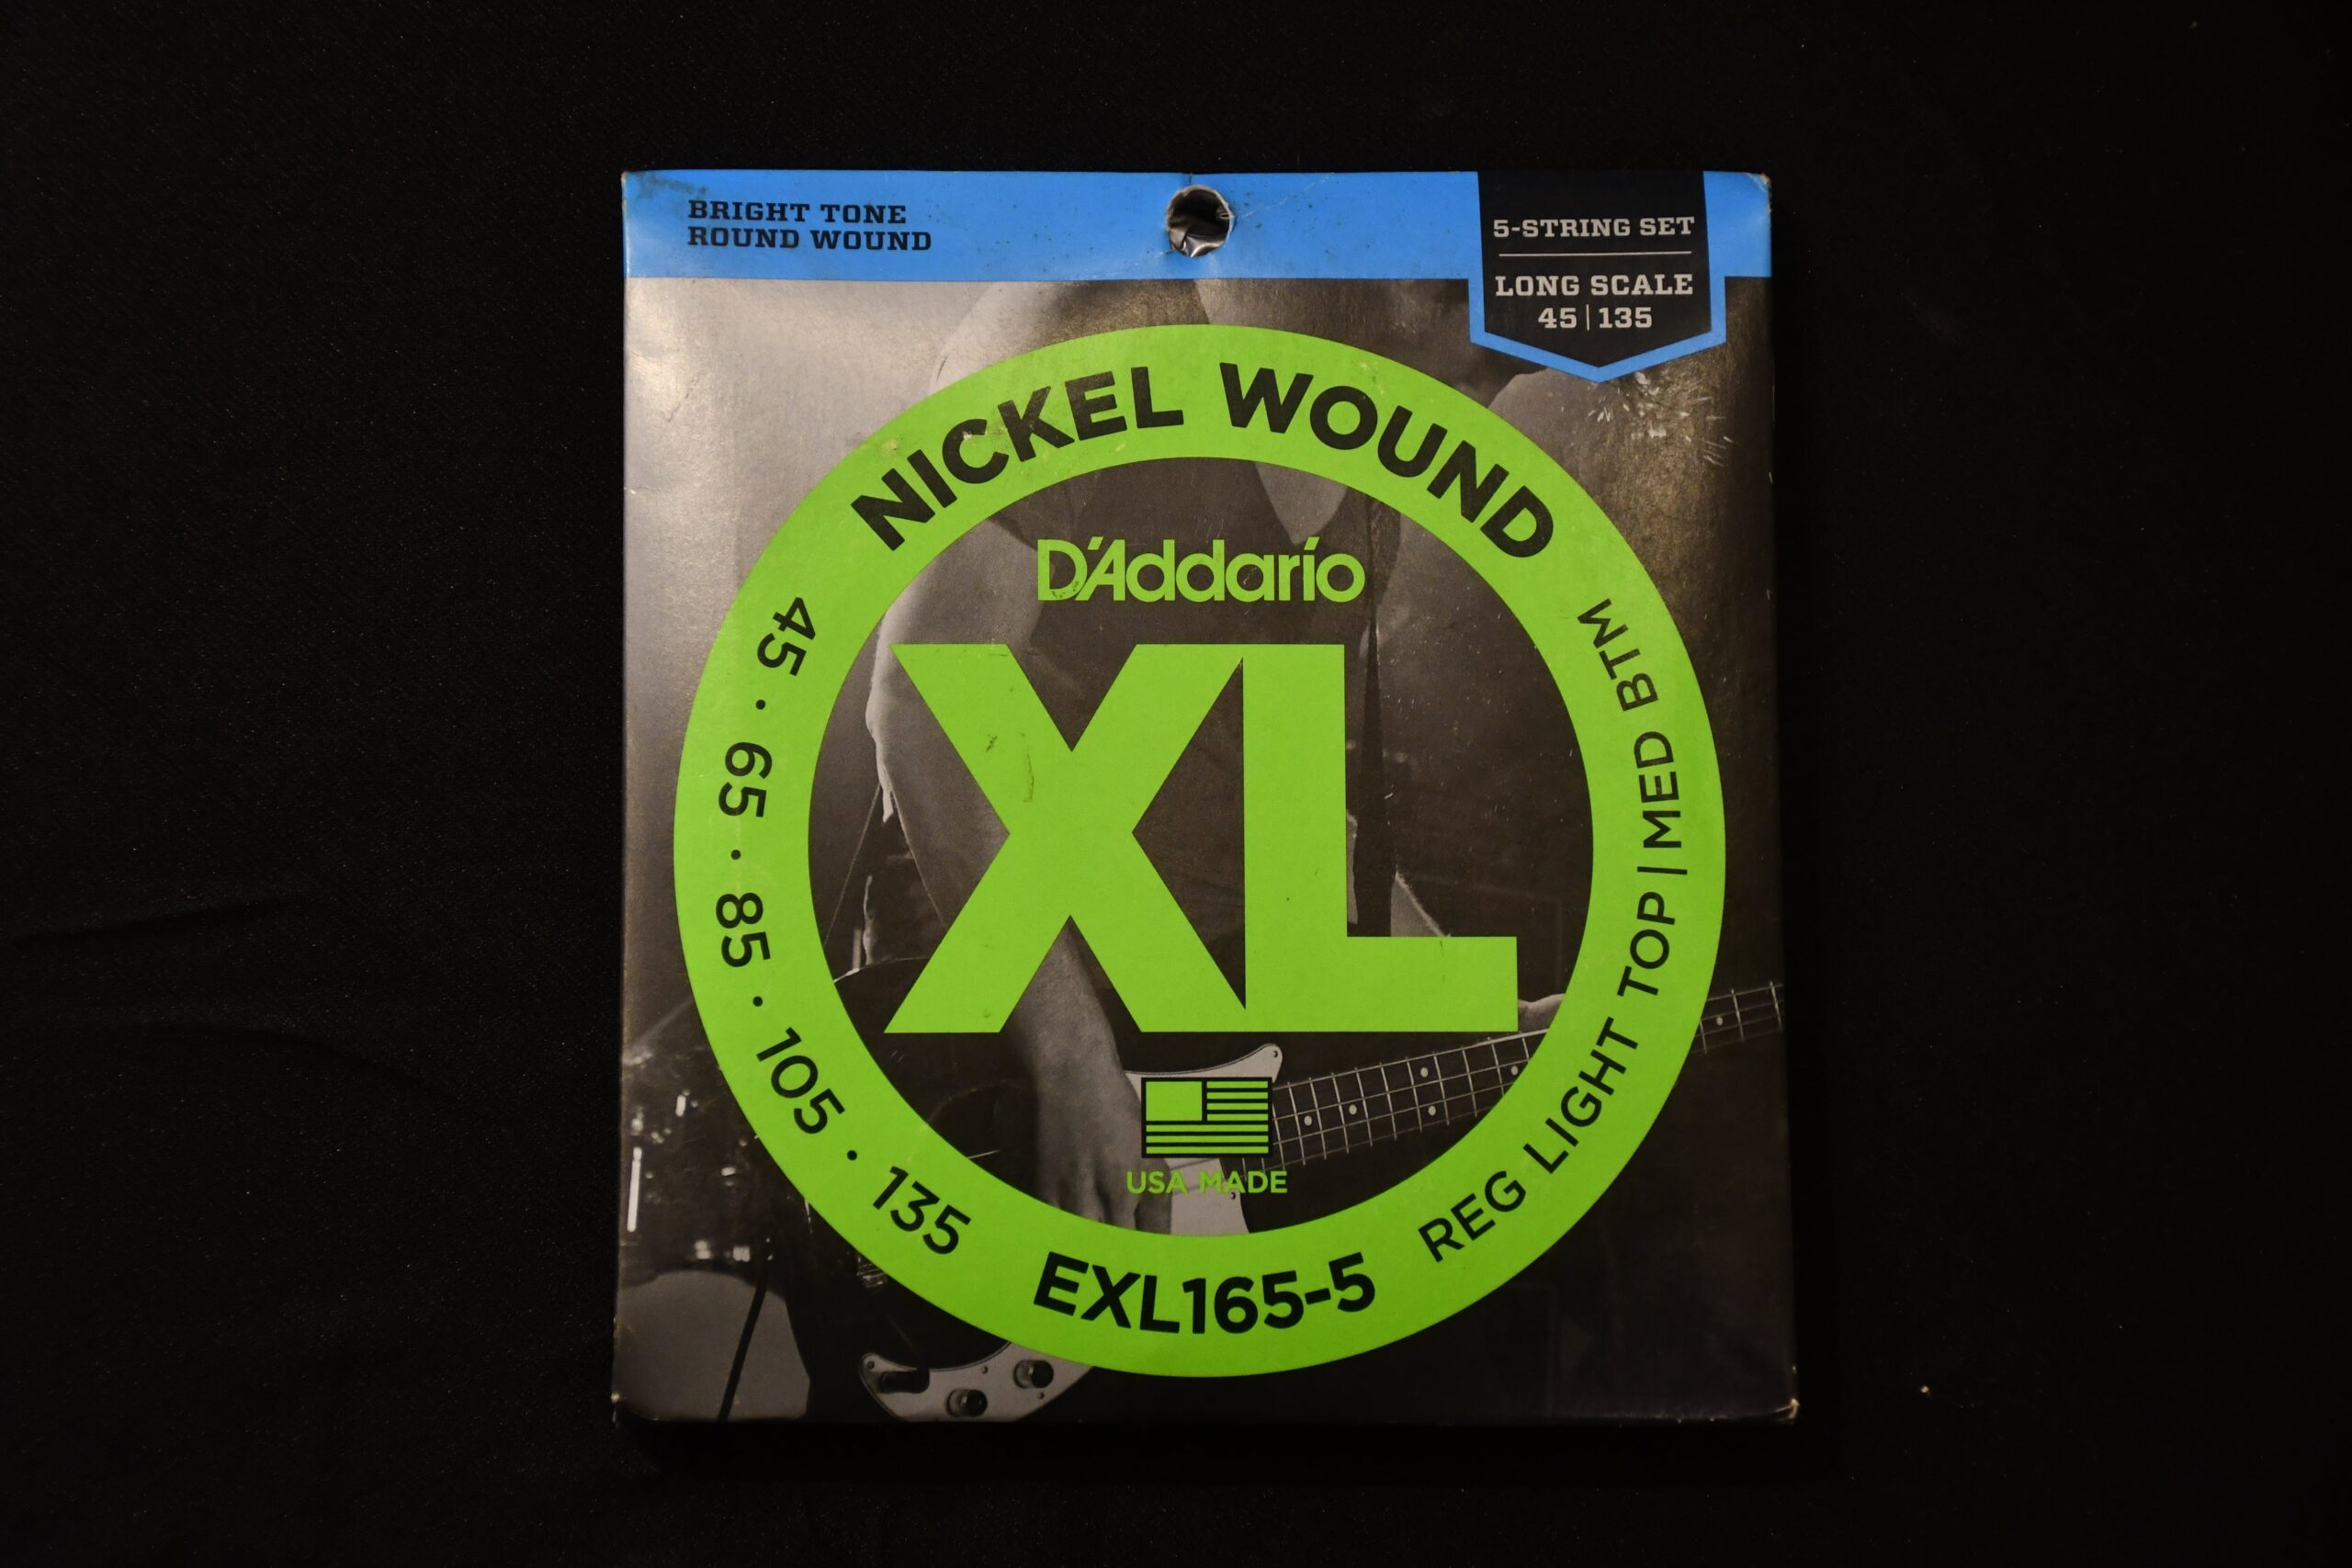 BRIGHT TONE
ROUND WOUND
5-STRING SET
LONG SCALE
45|135
NICKEL WOUND
D'Addario
XL
USA MADE
45 · 65 · 85 · 105 · 135
EXL165-5
REG LIGHT TOP|MED BTM